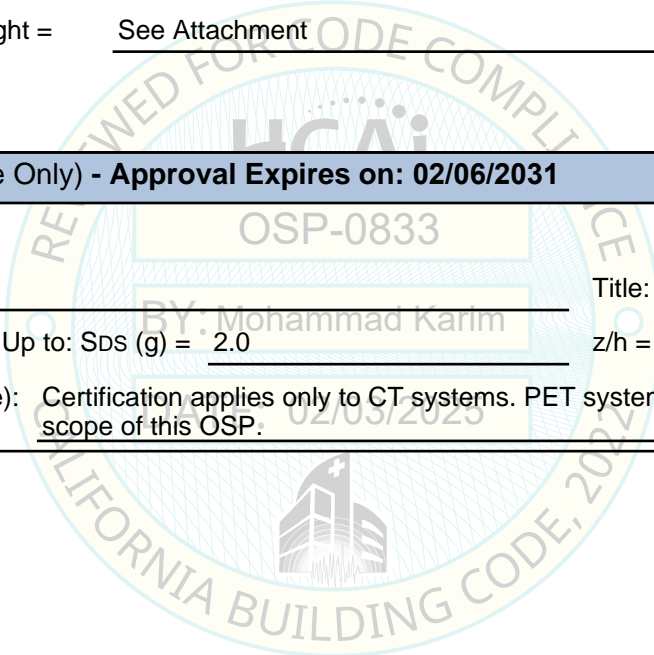 ght = See Attachment
REVIEWED FOR CODE COMPLIANCE
HCAi
e Only) - Approval Expires on: 02/06/2031
OSP-0833
Title:
BY: Mohammad Karim
Up to: SDS (g) = 2.0 z/h =
e): Certification applies only to CT systems. PET system
scope of this OSP.
DATE: 02/03/2025
CALIFORNIA BUILDING CODE, 2022